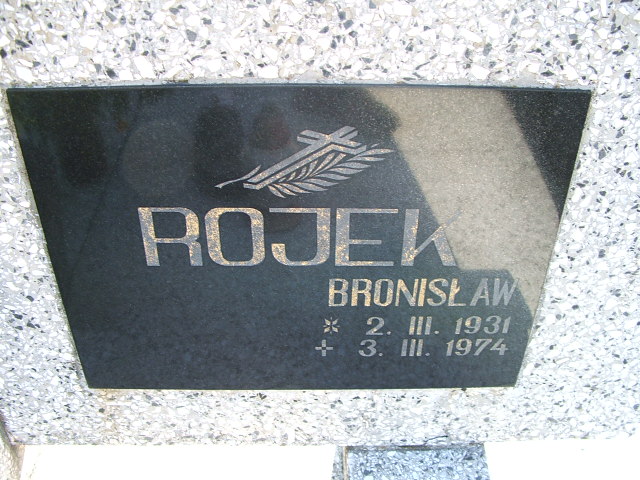 ROJEK
BRONISŁAW
* 2. III. 1931
+ 3. III. 1974